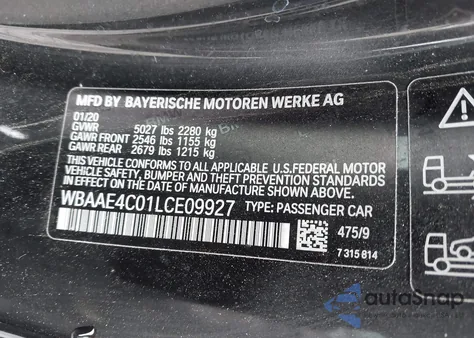 MFD BY BAYERISCHE MOTOREN WERKE AG
01/20
GVWR 5027 lbs 2280 kg
GAWR FRONT 2546 lbs 1155 kg
GAWR REAR 2679 lbs 1215 kg
THIS VEHICLE CONFORMS TO ALL APPLICABLE U.S.FEDERAL MOTOR
VEHICLE SAFETY, BUMPER AND THEFT PREVENTION STANDARDS
IN EFFECT ON THE DATE OF MANUFACTURE SHOWN ABOVE.
WBAAE4C01LCE09927 TYPE: PASSENGER CAR
475/9
7 315 814
autoSnap